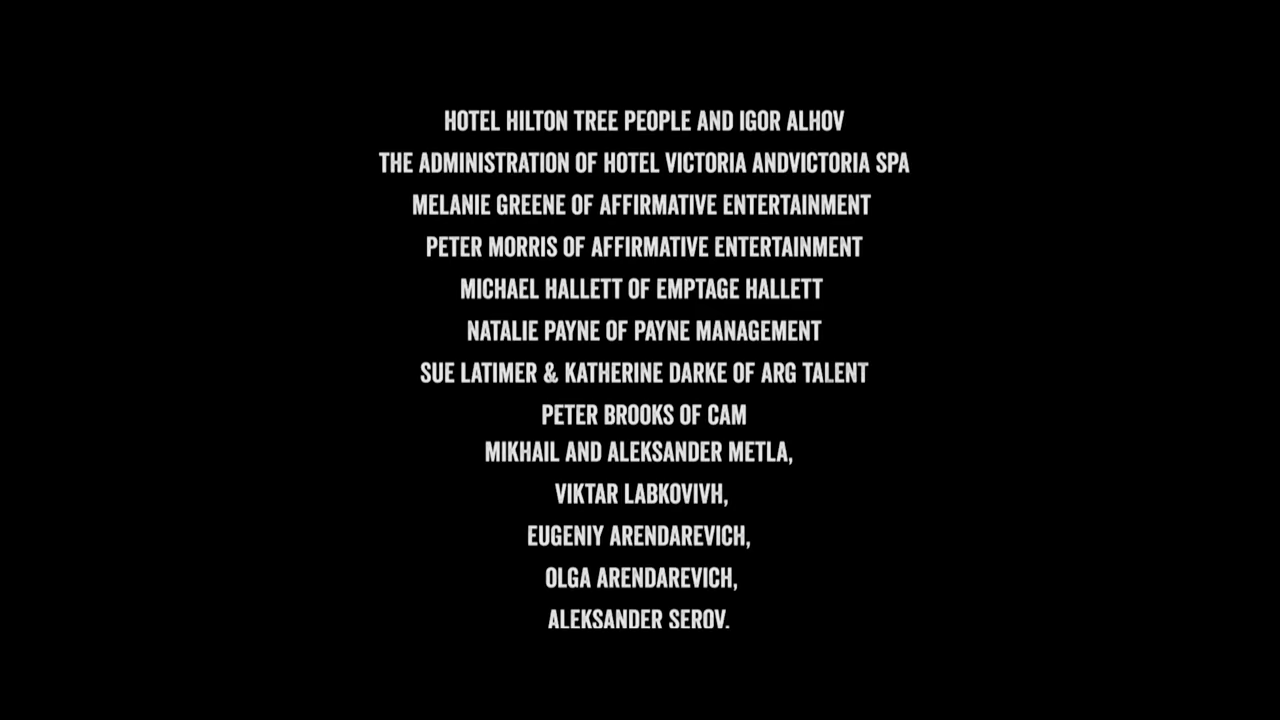 HOTEL HILTON TREE PEOPLE AND IGOR ALHOV
THE ADMINISTRATION OF HOTEL VICTORIA ANDVICTORIA SPA
MELANIE GREENE OF AFFIRMATIVE ENTERTAINMENT
PETER MORRIS OF AFFIRMATIVE ENTERTAINMENT
MICHAEL HALLETT OF EMPTAGE HALLETT
NATALIE PAYNE OF PAYNE MANAGEMENT
SUE LATIMER & KATHERINE DARKE OF ARG TALENT
PETER BROOKS OF CAM
MIKHAIL AND ALEKSANDER METLA,
VIKTAR LABKOVIVH,
EUGENIY ARENDAREVICH,
OLGA ARENDAREVICH,
ALEKSANDER SEROV.